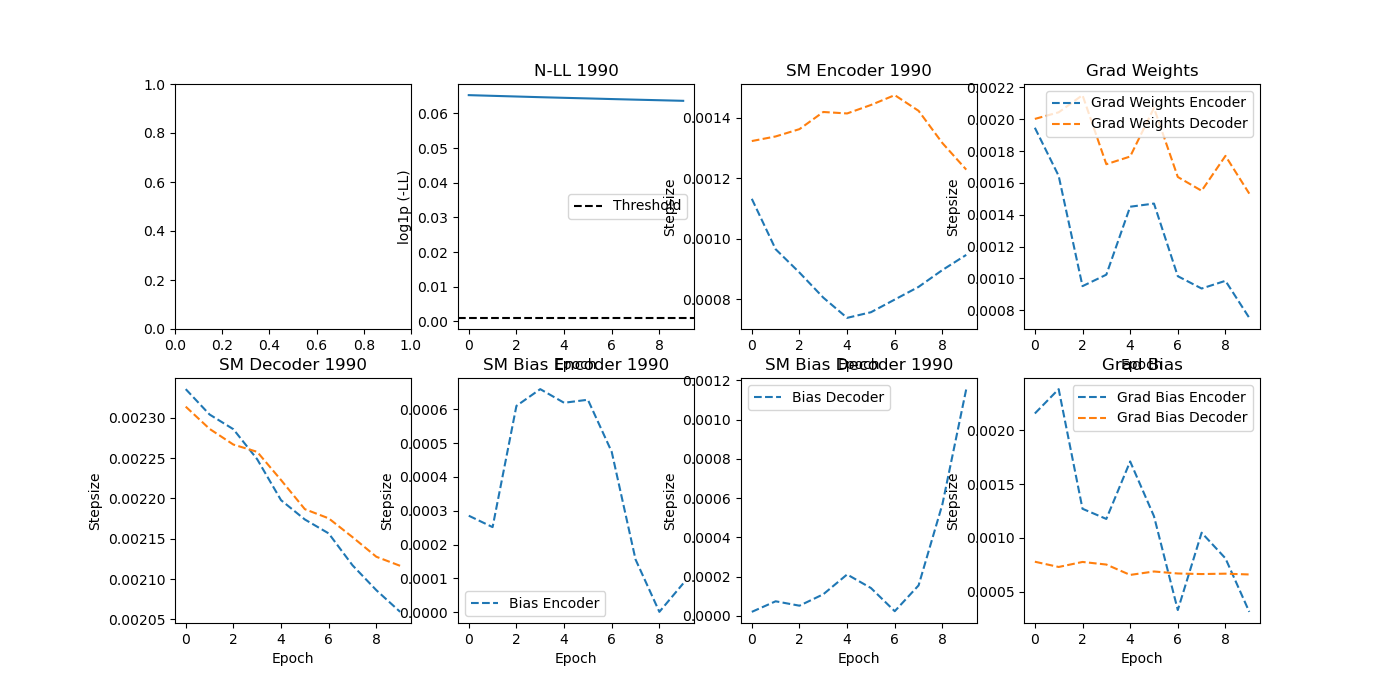 N-LL 1990
SM Encoder 1990
Grad Weights
1.0
0.8
0.6
0.4
0.2
0.0
0.0 0.2 0.4 0.6 0.8 1.0
log1p (-LL)
0.06
0.05
0.04
0.03
0.02
0.01
0.00
Threshold
0 2 4 6 8
Epoch
Stepsize
0.0014
0.0012
0.0010
0.0008
0 2 4 6 8
Epoch
Stepsize
0.0022
0.0020
0.0018
0.0016
0.0014
0.0012
0.0010
0.0008
Grad Weights Encoder
Grad Weights Decoder
0 2 4 6 8
Epoch
SM Decoder 1990
SM Bias Encoder 1990
SM Bias Decoder 1990
Grad Bias
Stepsize
0.00230
0.00225
0.00220
0.00215
0.00210
0.00205
0 2 4 6 8
Epoch
Stepsize
0.0006
0.0005
0.0004
0.0003
0.0002
0.0001
0.0000
Bias Encoder
0 2 4 6 8
Epoch
Stepsize
0.0012
0.0010
0.0008
0.0006
0.0004
0.0002
0.0000
Bias Decoder
0 2 4 6 8
Epoch
Stepsize
0.0020
0.0015
0.0010
0.0005
Grad Bias Encoder
Grad Bias Decoder
0 2 4 6 8
Epoch